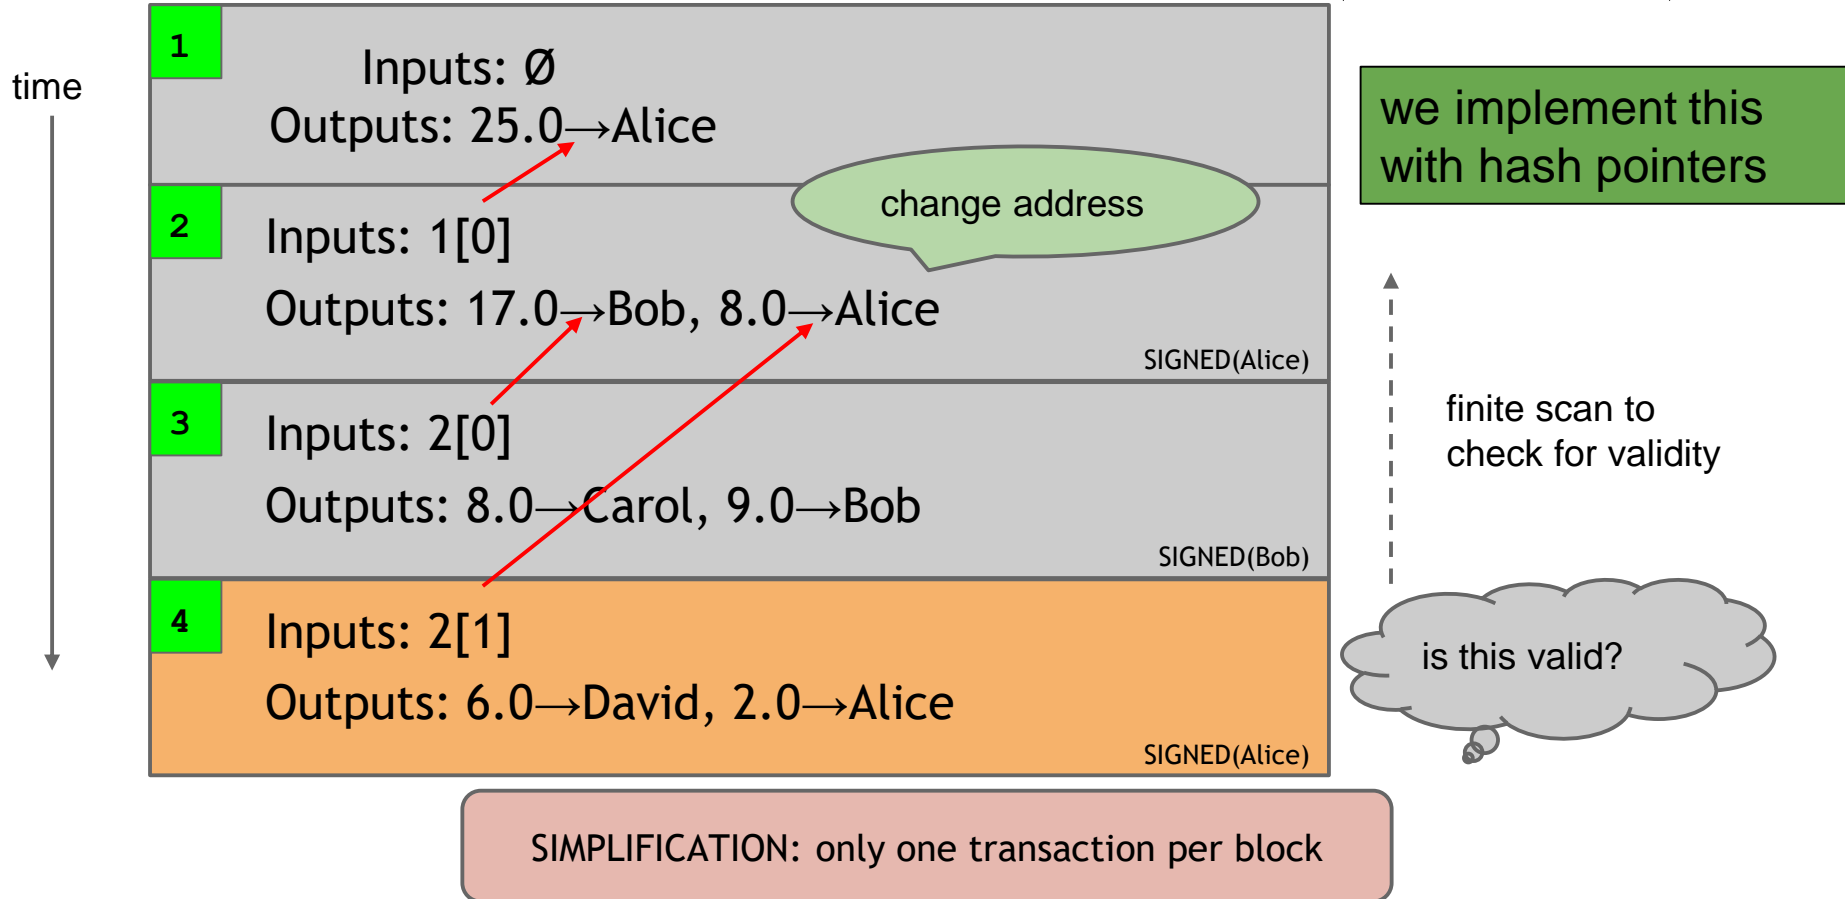 time
1
Inputs: Ø
Outputs: 25.0→Alice
we implement this
with hash pointers
change address
2
Inputs: 1[0]
Outputs: 17.0→Bob, 8.0→Alice
SIGNED(Alice)
3
Inputs: 2[0]
Outputs: 8.0→Carol, 9.0→Bob
SIGNED(Bob)
finite scan to
check for validity
4
Inputs: 2[1]
Outputs: 6.0→David, 2.0→Alice
SIGNED(Alice)
is this valid?
SIMPLIFICATION: only one transaction per block